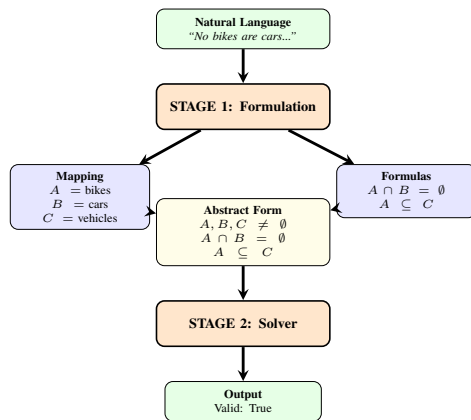 Natural Language
“No bikes are cars...”
STAGE 1: Formulation
Mapping
A = bikes
B = cars
C = vehicles
Formulas
A ∩ B = ∅
A ⊆ C
Abstract Form
A, B, C ≠ ∅
A ∩ B = ∅
A ⊆ C
STAGE 2: Solver
Output
Valid: True